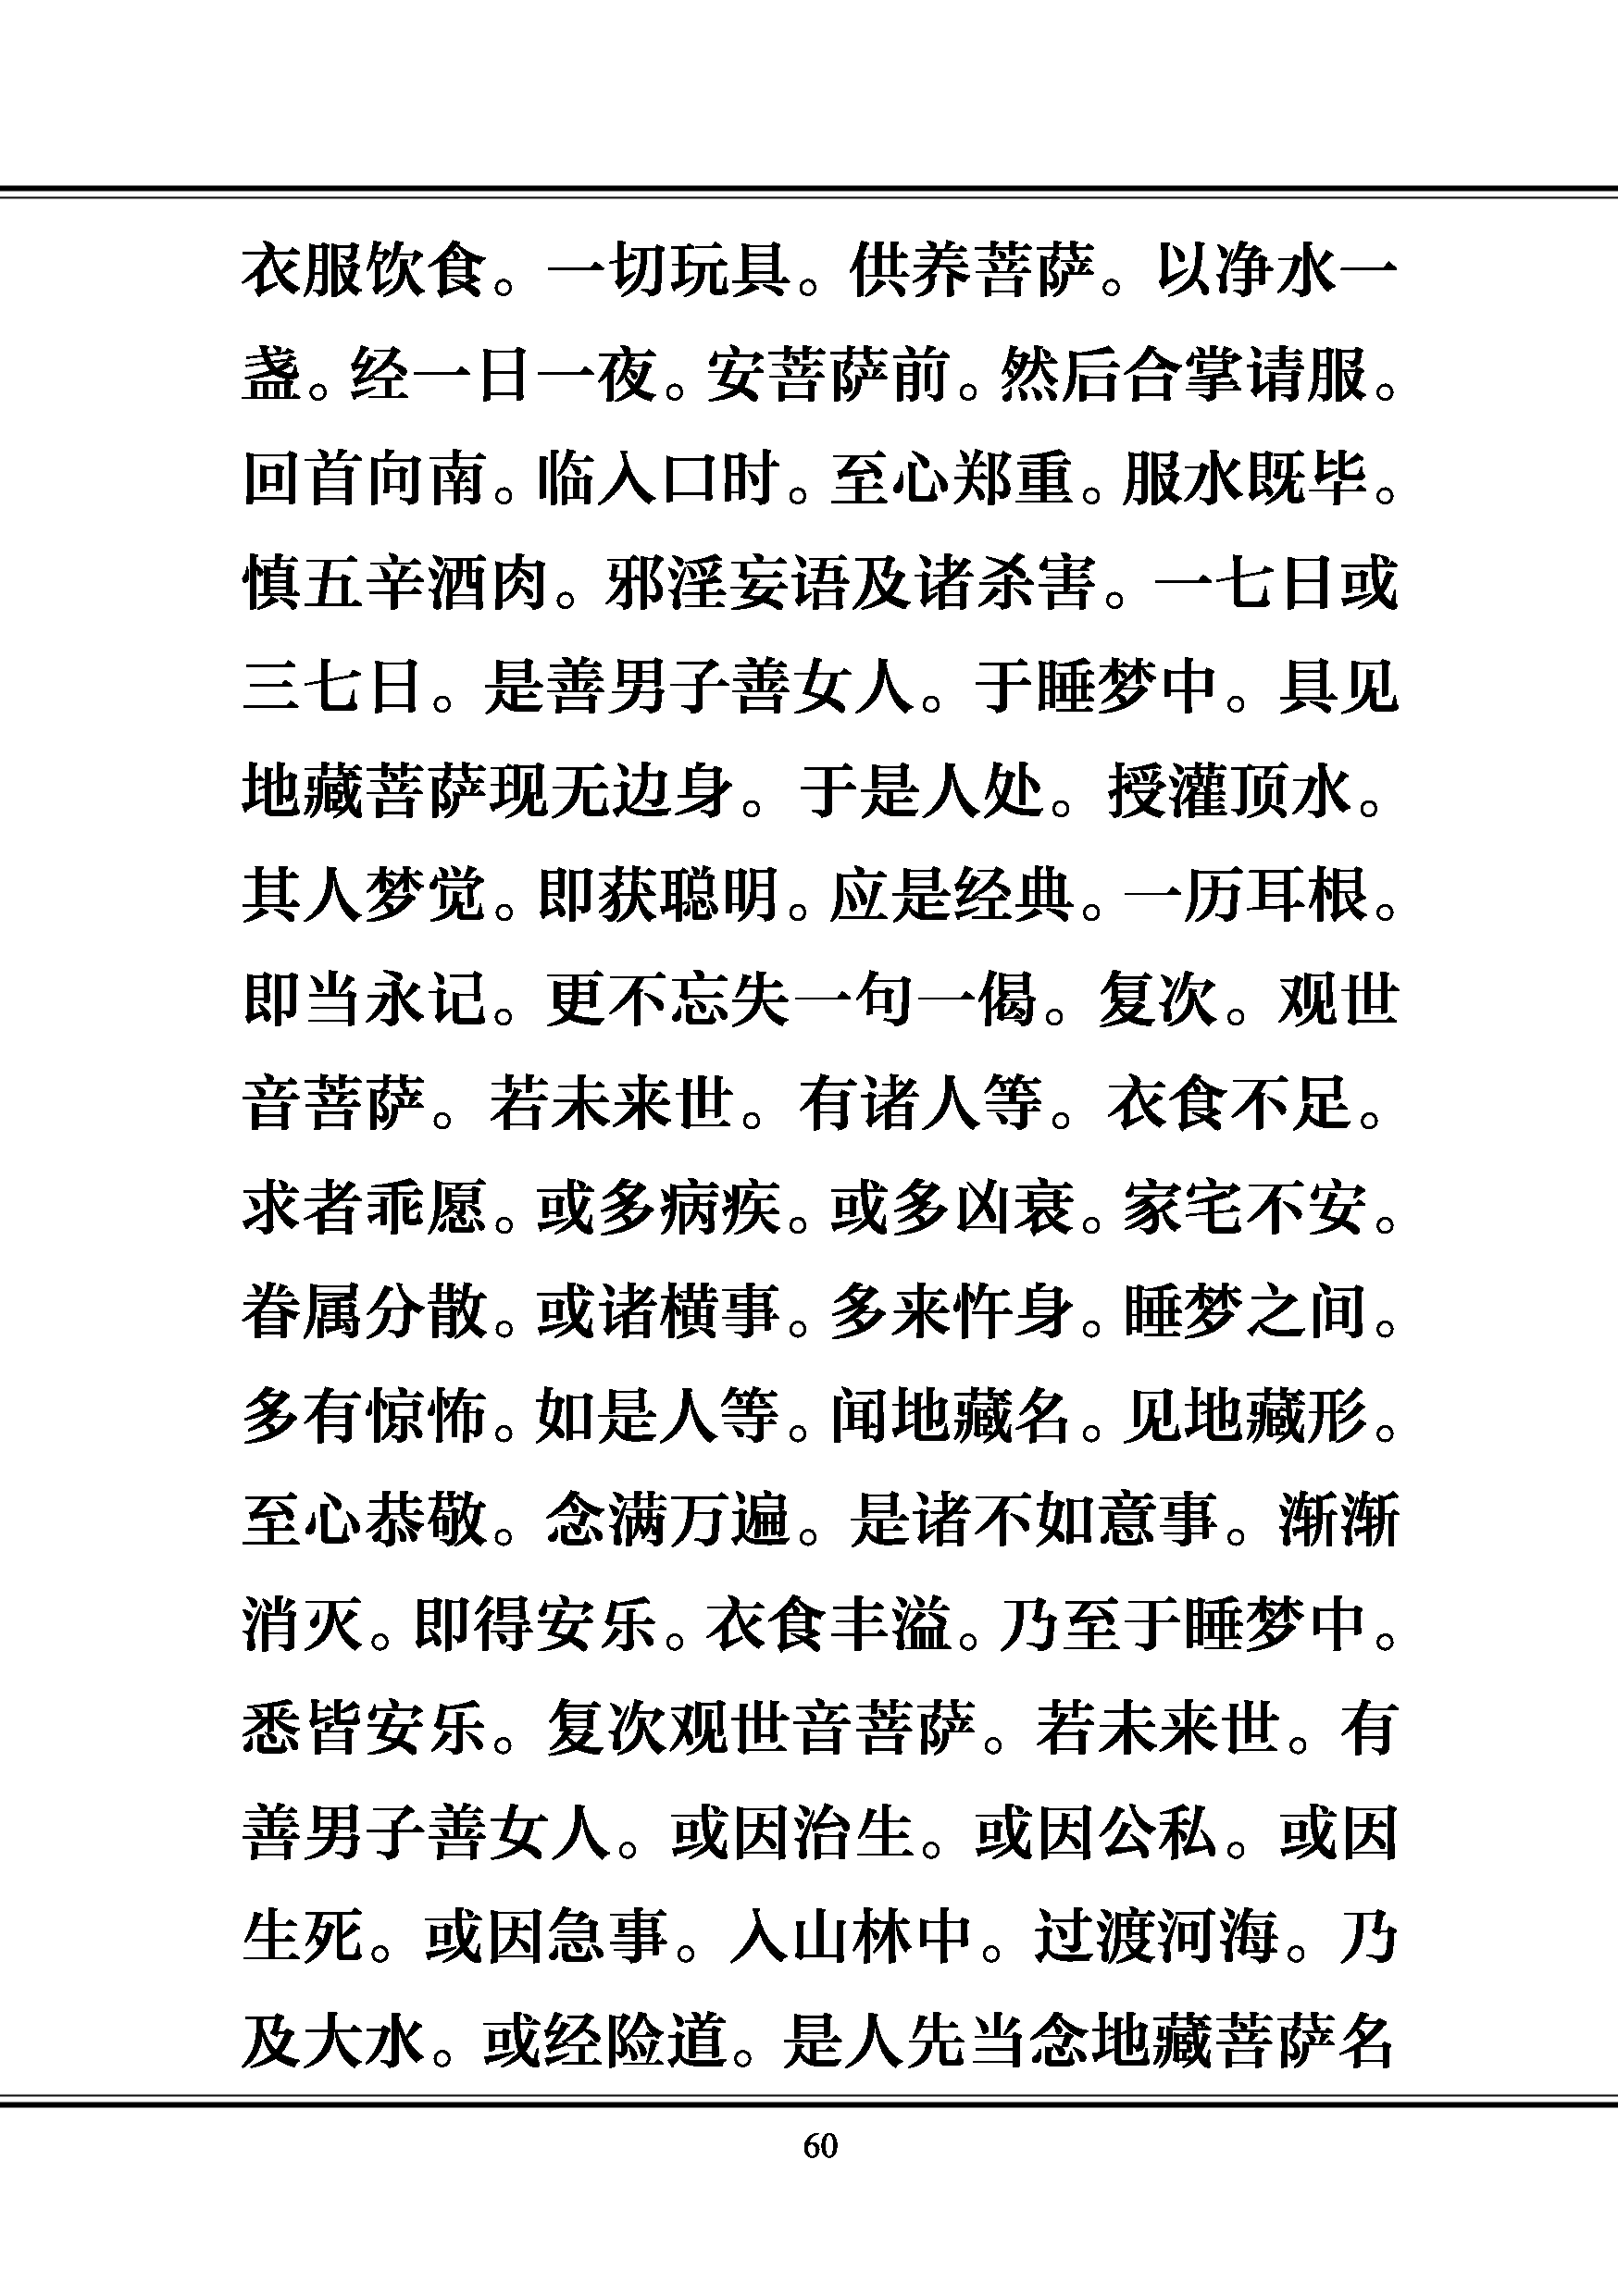 衣服饮食。一切玩具。供养菩萨。以净水一
盏。经一日一夜。安菩萨前。然后合掌请服。
回首向南。临入口时。至心郑重。服水既毕。
慎五辛酒肉。邪淫妄语及诸杀害。一七日或
三七日。是善男子善女人。于睡梦中。具见
地藏菩萨现无边身。于是人处。授灌顶水。
其人梦觉。即获聪明。应是经典。一历耳根。
即当永记。更不忘失一句一偈。复次。观世
音菩萨。若未来世。有诸人等。衣食不足。
求者乖愿。或多病疾。或多凶衰。家宅不安。
眷属分散。或诸横事。多来忤身。睡梦之间。
多有惊怖。如是人等。闻地藏名。见地藏形。
至心恭敬。念满万遍。是诸不如意事。渐渐
消灭。即得安乐。衣食丰溢。乃至于睡梦中。
悉皆安乐。复次观世音菩萨。若未来世。有
善男子善女人。或因治生。或因公私。或因
生死。或因急事。入山林中。过渡河海。乃
及大水。或经险道。是人先当念地藏菩萨名
60